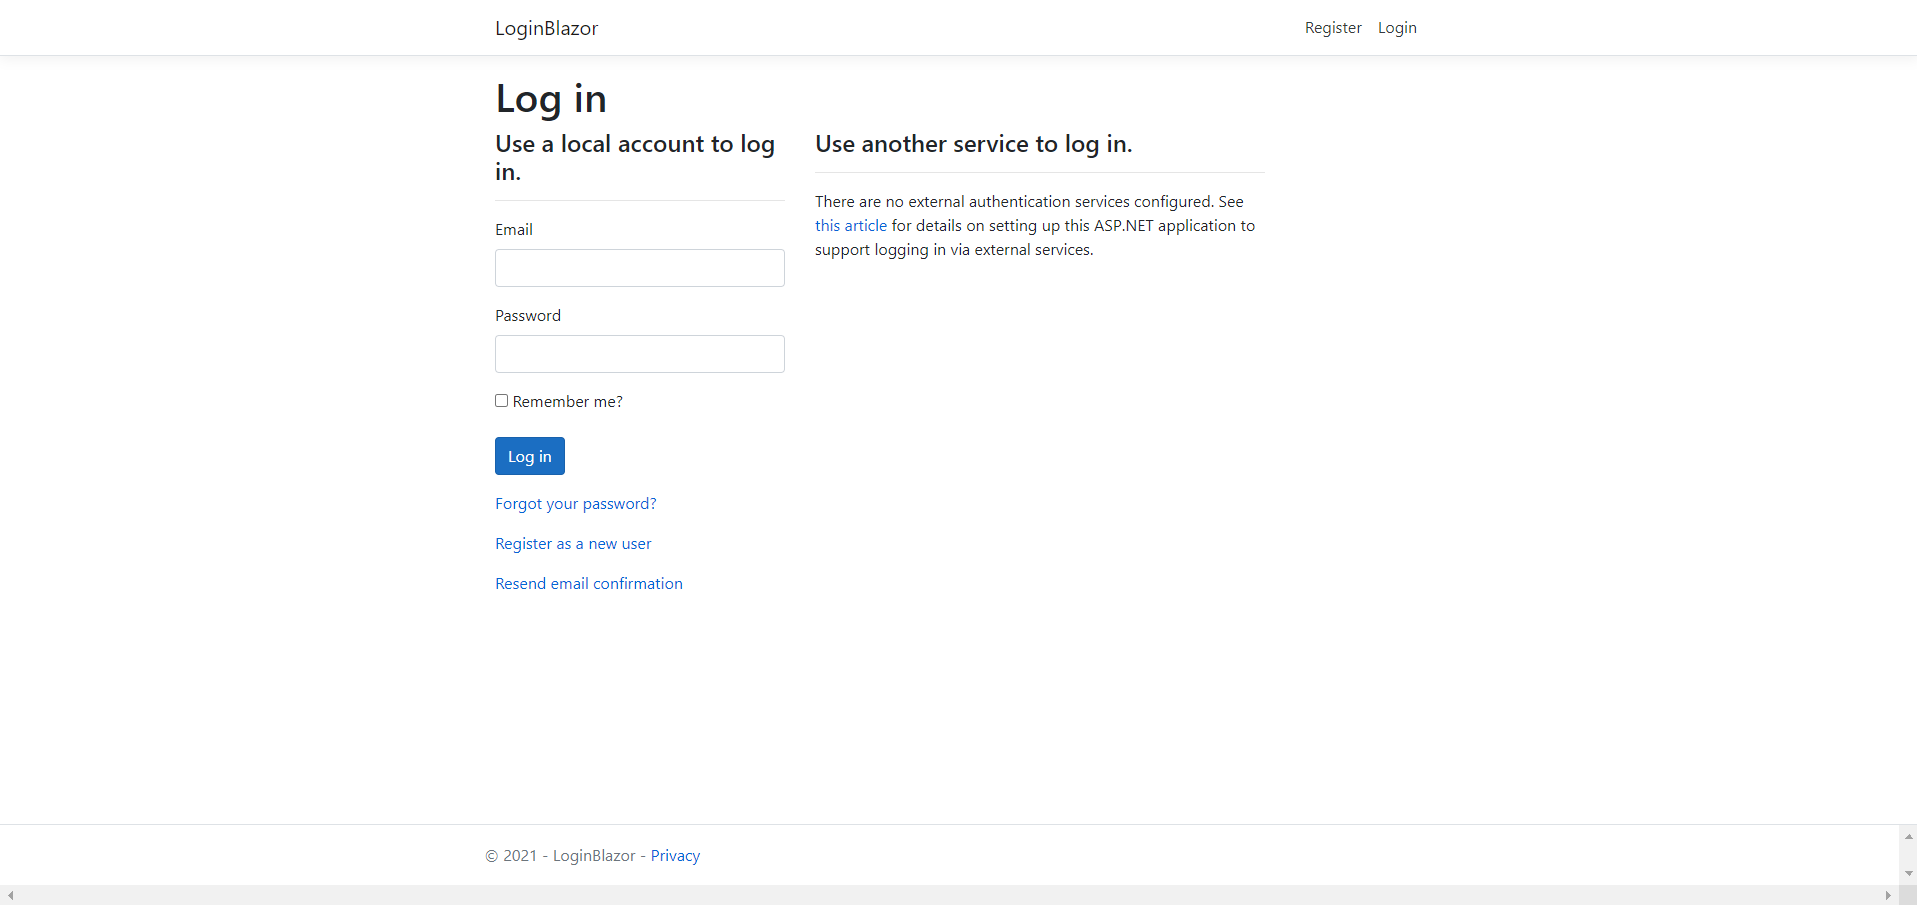 LoginBlazor
Register
Login
Log in
Use a local account to log
in.
Email
Password
Remember me?
Log in
Forgot your password?
Register as a new user
Resend email confirmation
Use another service to log in.
There are no external authentication services configured. See
this article for details on setting up this ASP.NET application to
support logging in via external services.
© 2021 - LoginBlazor - Privacy